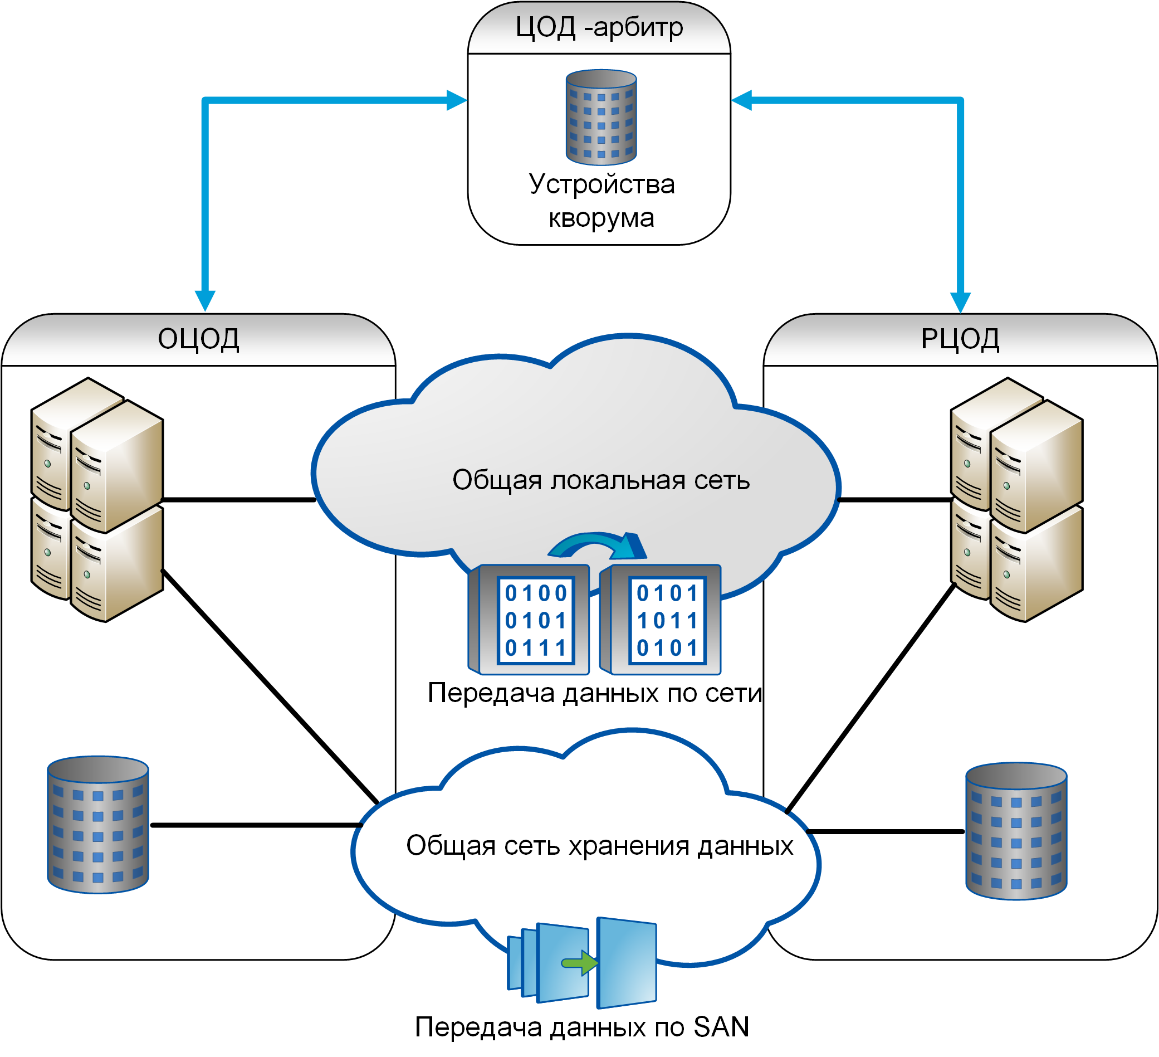 ЦОД -арбитр
Устройства
кворума
ОЦОД
РЦОД
Общая локальная сеть
0100
0101
0111
0101
1011
0101
Передача данных по сети
Общая сеть хранения данных
Передача данных по SAN